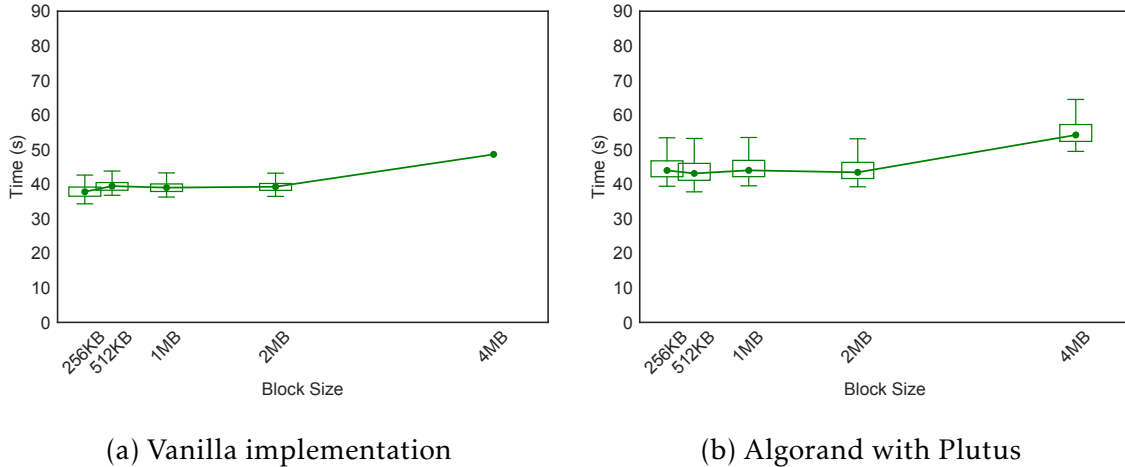 90
80
70
60
50
40
30
20
10
0
Time (s)
256KB
512KB
1MB
2MB
4MB
Block Size
(a) Vanilla implementation
90
80
70
60
50
40
30
20
10
0
Time (s)
256KB
512KB
1MB
2MB
4MB
Block Size
(b) Algorand with Plutus